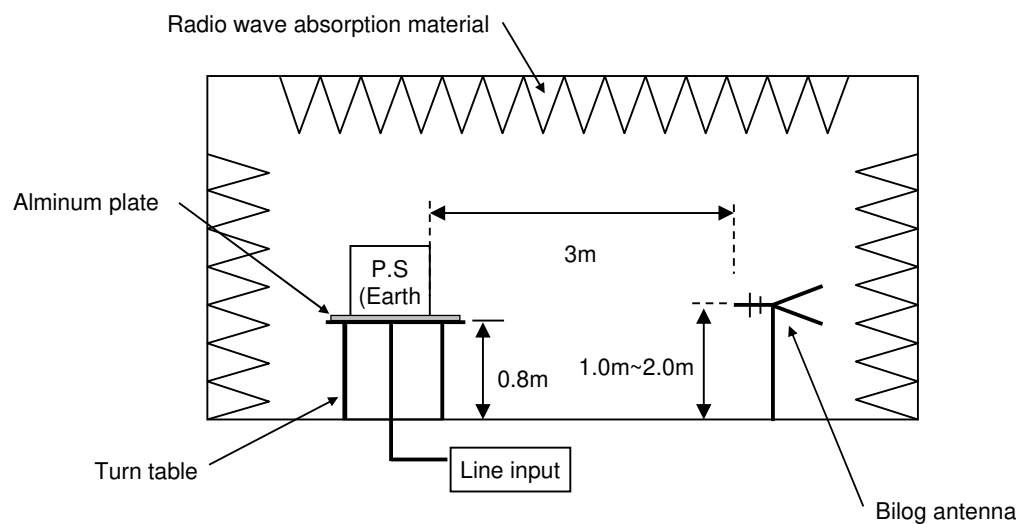 Radio wave absorption material
Alminum plate
3m
P.S
(Earth
1.0m~2.0m
0.8m
Turn table
Line input
Bilog antenna